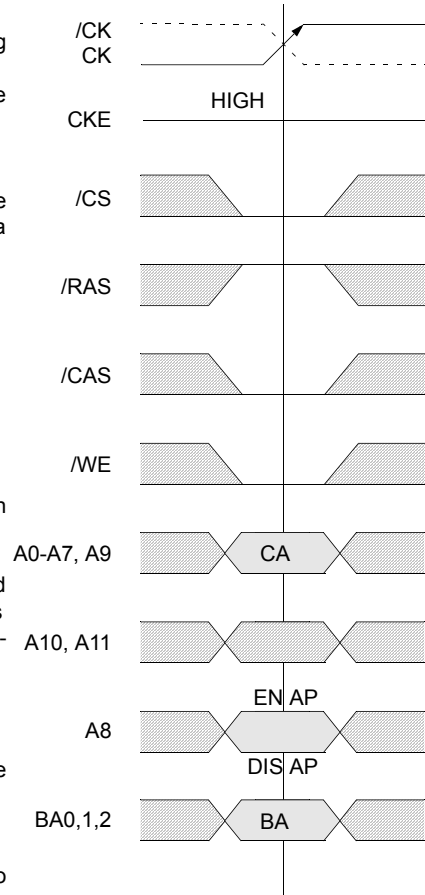 /CK
g
CK
e
HIGH
CKE
e
/CS
a
/RAS
/CAS
/WE
n
A0-A7, A9
CA
d
s
-
A10, A11
EN AP
A8
DIS AP
e
BA0,1,2
BA
o